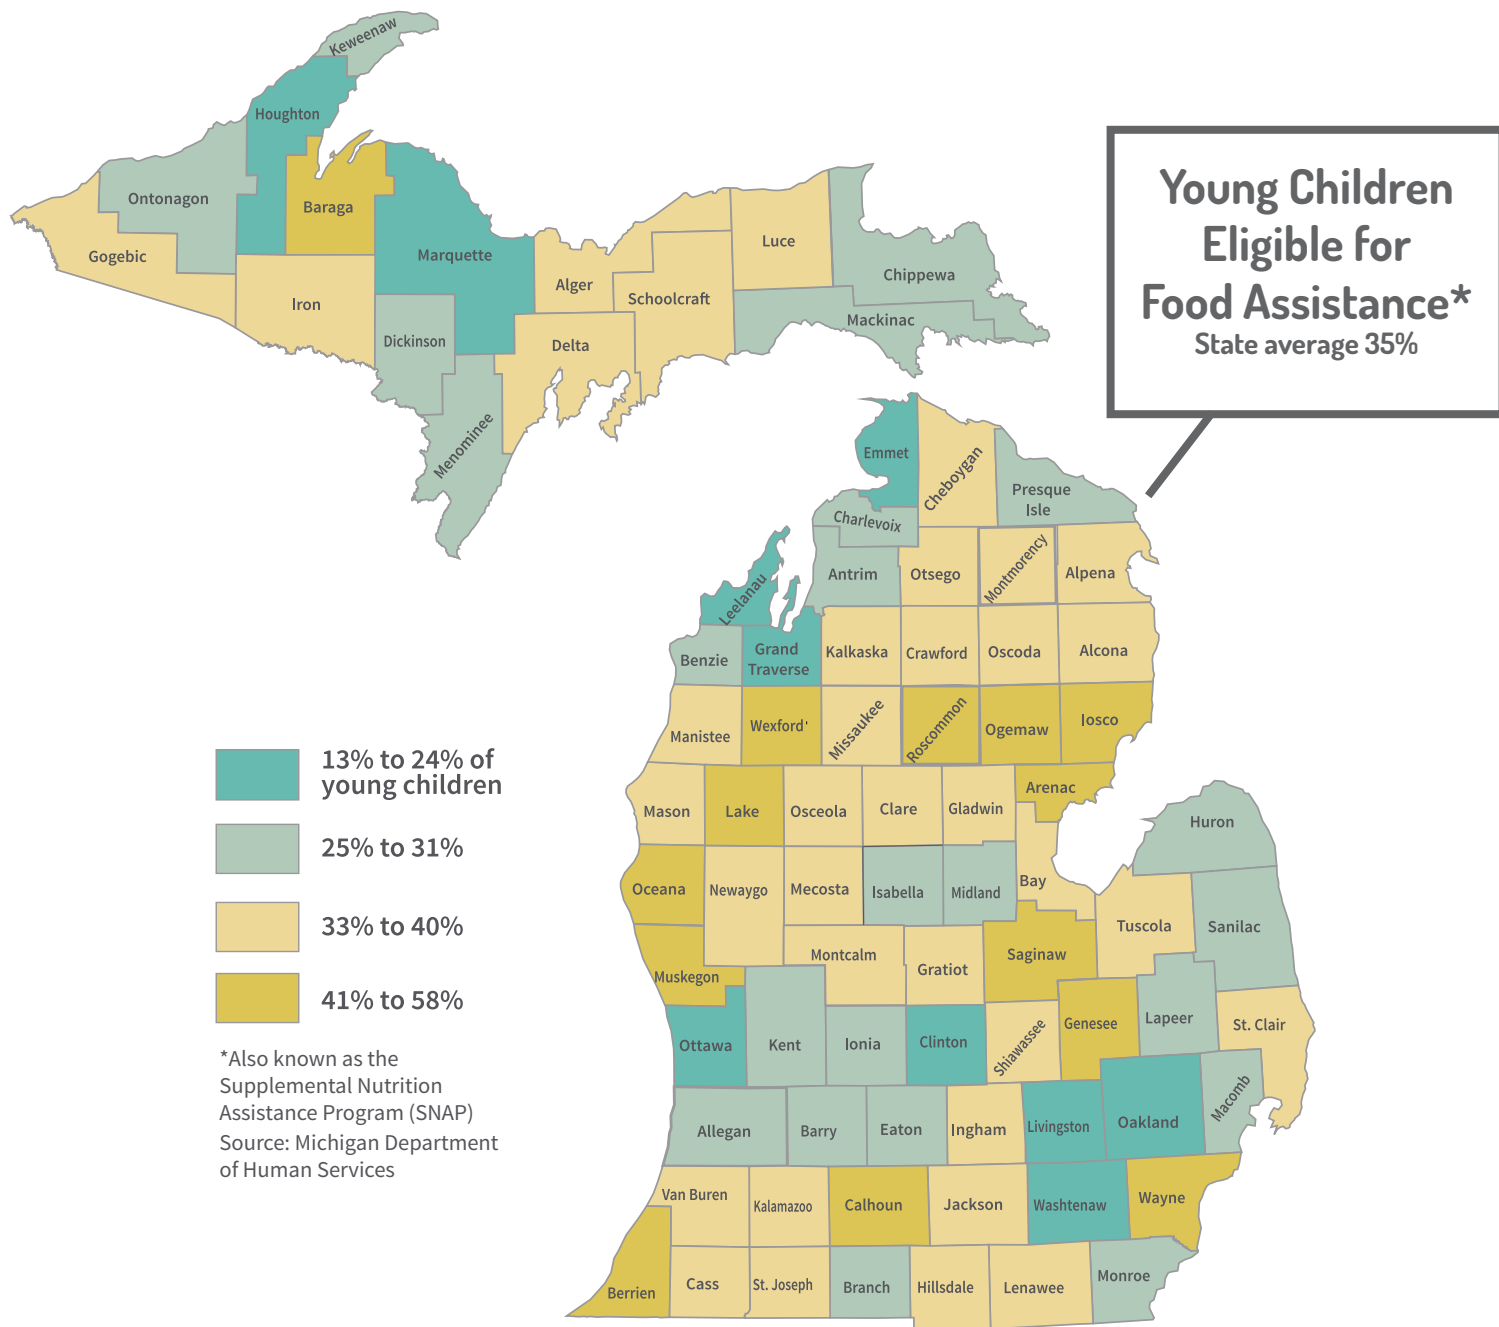 Keweenaw
Houghton
Ontonagon
Baraga
Gogebic
Marquette
Iron
Dickinson
Menominee
Alger
Delta
Schoolcraft
Luce
Chippewa
Mackinac
Young Children
Eligible for
Food Assistance*
State average 35%
Emmet
Cheboygan
Presque
Isle
Charlevoix
Antrim
Otsego
Montmorency
Alpena
Leelanau
Benzie
Grand
Traverse
Kalkaska
Crawford
Oscoda
Alcona
Manistee
Wexford'
Missaukee
Roscommon
Ogemaw
Iosco
Mason
Lake
Osceola
Clare
Gladwin
Arenac
Huron
Oceana
Newaygo
Mecosta
Isabella
Midland
Bay
Tuscola
Sanilac
Muskegon
Montcalm
Gratiot
Saginaw
Genesee
Lapeer
St. Clair
Ottawa
Kent
Ionia
Clinton
Shiawassee
Allegan
Barry
Eaton
Ingham
Livingston
Oakland
Macomb
Van Buren
Kalamazoo
Calhoun
Jackson
Washtenaw
Wayne
Berrien
Cass
St. Joseph
Branch
Hillsdale
Lenawee
Monroe
13% to 24% of
young children
25% to 31%
33% to 40%
41% to 58%
*Also known as the
Supplemental Nutrition
Assistance Program (SNAP)
Source: Michigan Department
of Human Services